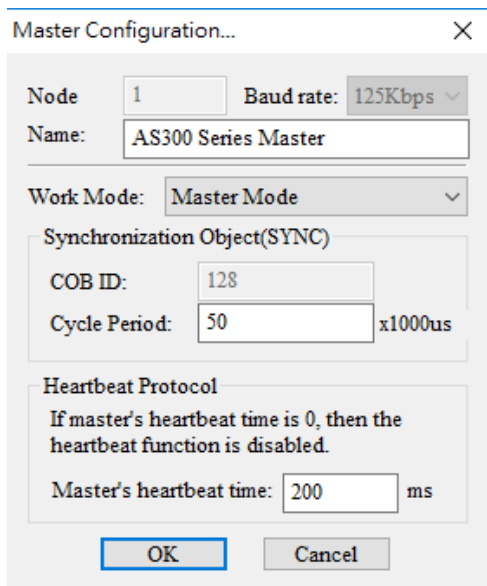 Master Configuration...
Node 1 Baud rate: 125Kbps
Name: AS300 Series Master
Work Mode: Master Mode
Synchronization Object(SYNC)
COB ID: 128
Cycle Period: 50 x1000us
Heartbeat Protocol
If master's heartbeat time is 0, then the
heartbeat function is disabled.
Master's heartbeat time: 200 ms
OK Cancel